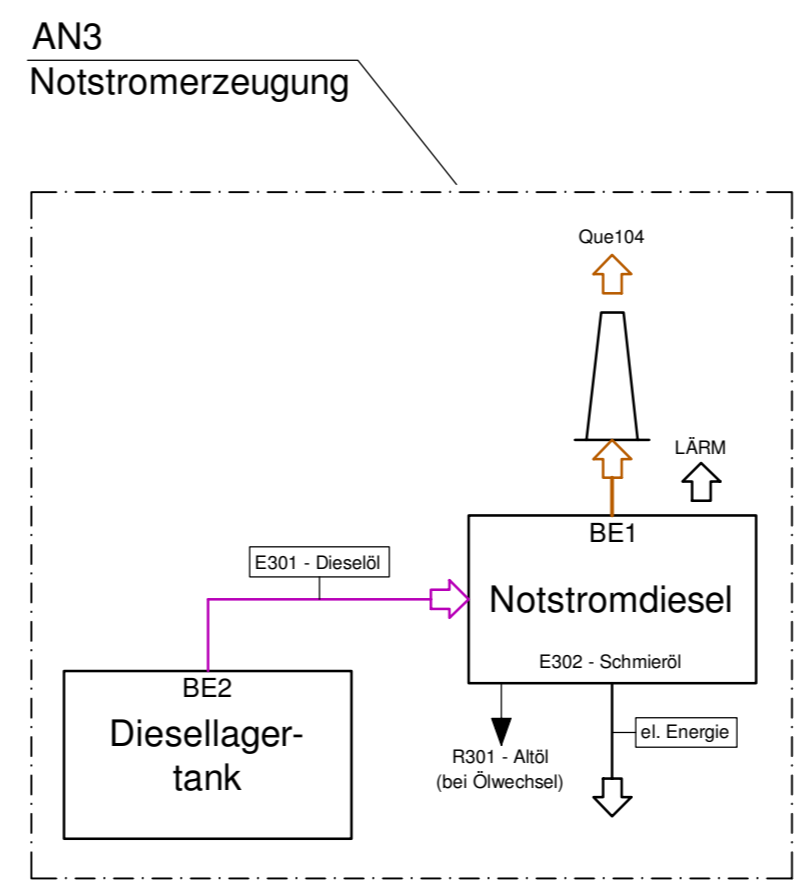 AN3
Notstromerzeugung
Que104
LÄRM
BE1
Notstromdiesel
E302 - Schmieröl
E301 - Dieselöl
BE2
Diesellager-
tank
R301 - Altöl
(bei Ölwechsel)
el. Energie